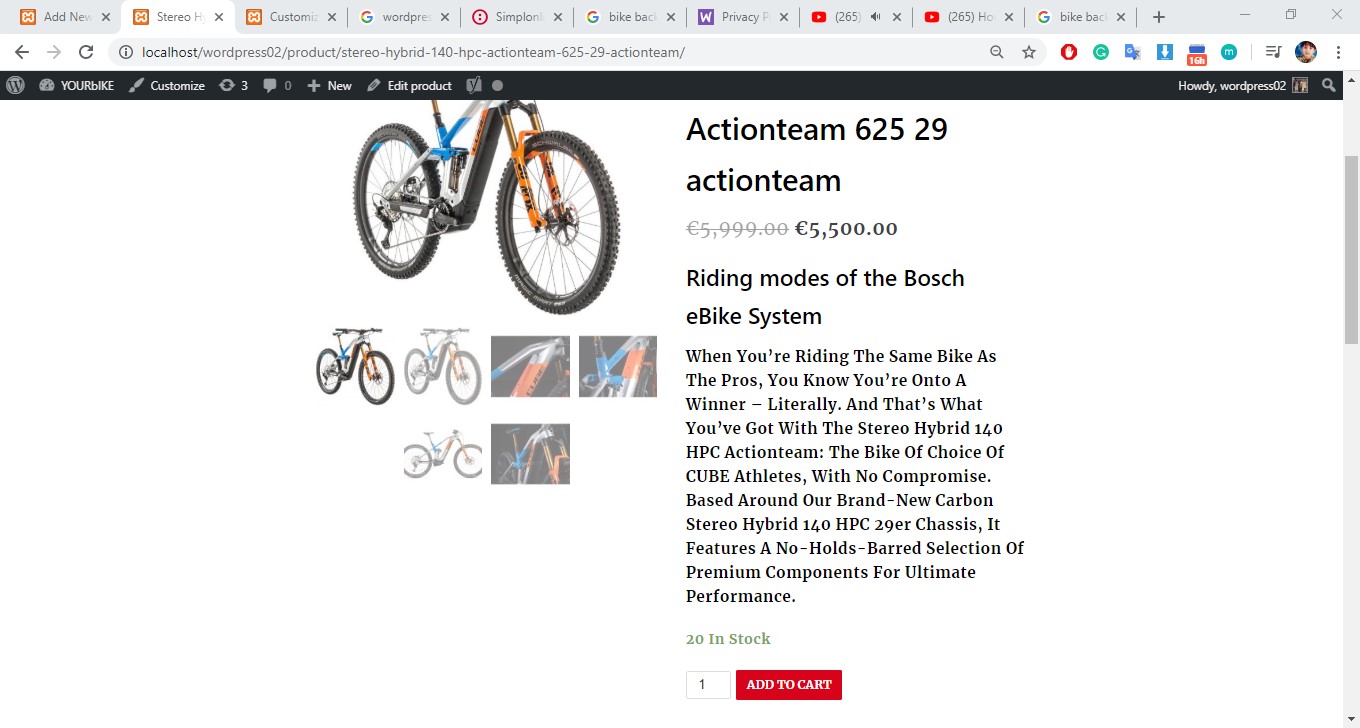 Add New
Stereo Hy
Customiz
wordpres
Simplon
bike back
Privacy P
(265)
(265) Ho
bike back
localhost/wordpress02/product/stereo-hybrid-140-hpc-actionteam-625-29-actionteam/
16h
m
YOURbIKE
Customize
3
0
New
Edit product
Howdy, wordpress02
Actionteam 625 29
actionteam
€5,999.00 €5,500.00
Riding modes of the Bosch
eBike System
When You’re Riding The Same Bike As
The Pros, You Know You’re Onto A
Winner – Literally. And That’s What
You’ve Got With The Stereo Hybrid 140
HPC Actionteam: The Bike Of Choice Of
CUBE Athletes, With No Compromise.
Based Around Our Brand-New Carbon
Stereo Hybrid 140 HPC 29er Chassis, It
Features A No-Holds-Barred Selection Of
Premium Components For Ultimate
Performance.
20 In Stock
1
ADD TO CART